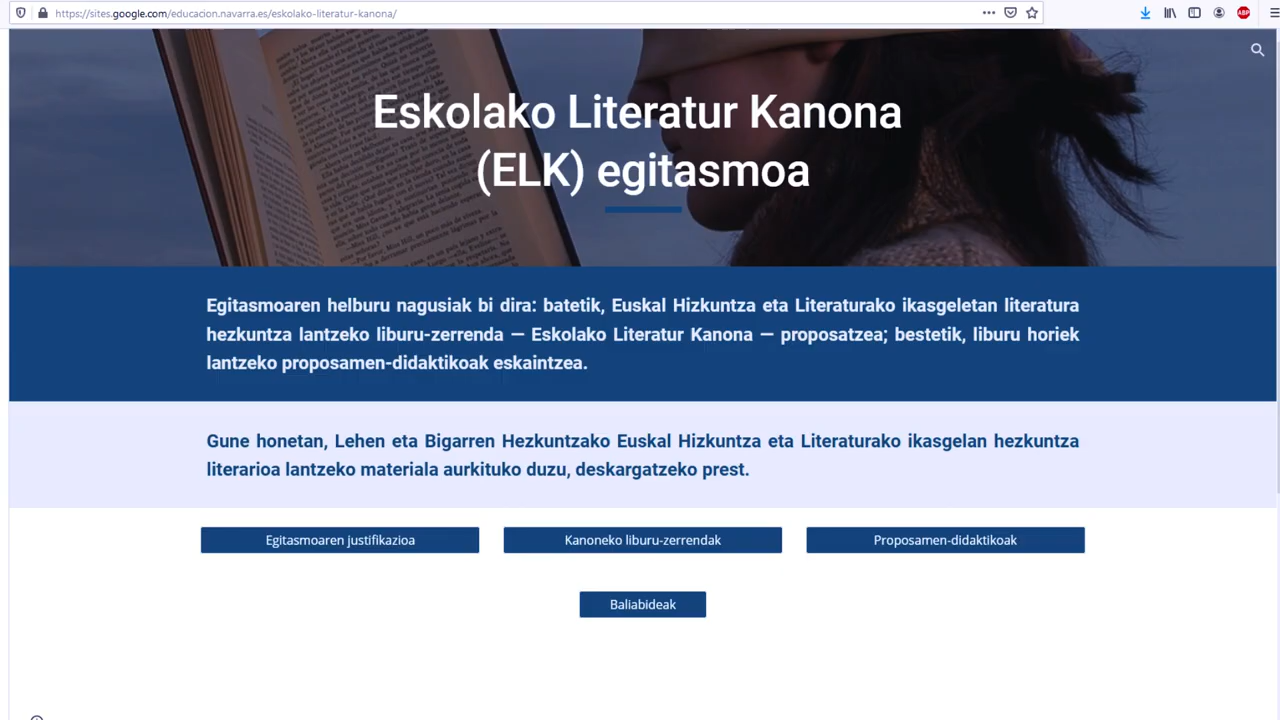 https://sites.google.com/educacion.navarra.es/eskolako-literatur-kanona/
ABP
Eskolako Literatur Kanona
(ELK) egitasmoa
Egitasmoaren helburu nagusiak bi dira: batetik, Euskal Hizkuntza eta Literaturako ikasgeletan literatura
hezkuntza lantzeko liburu-zerrenda — Eskolako Literatur Kanona — proposatzea; bestetik, liburu horiek
lantzeko proposamen-didaktikoak eskaintzea.
Gune honetan, Lehen eta Bigarren Hezkuntzako Euskal Hizkuntza eta Literaturako ikasgelan hezkuntza
literarioa lantzeko materiala aurkituko duzu, deskargatzeko prest.
Egitasmoaren justifikazioa
Kanoneko liburu-zerrendak
Proposamen-didaktikoak
Baliabideak